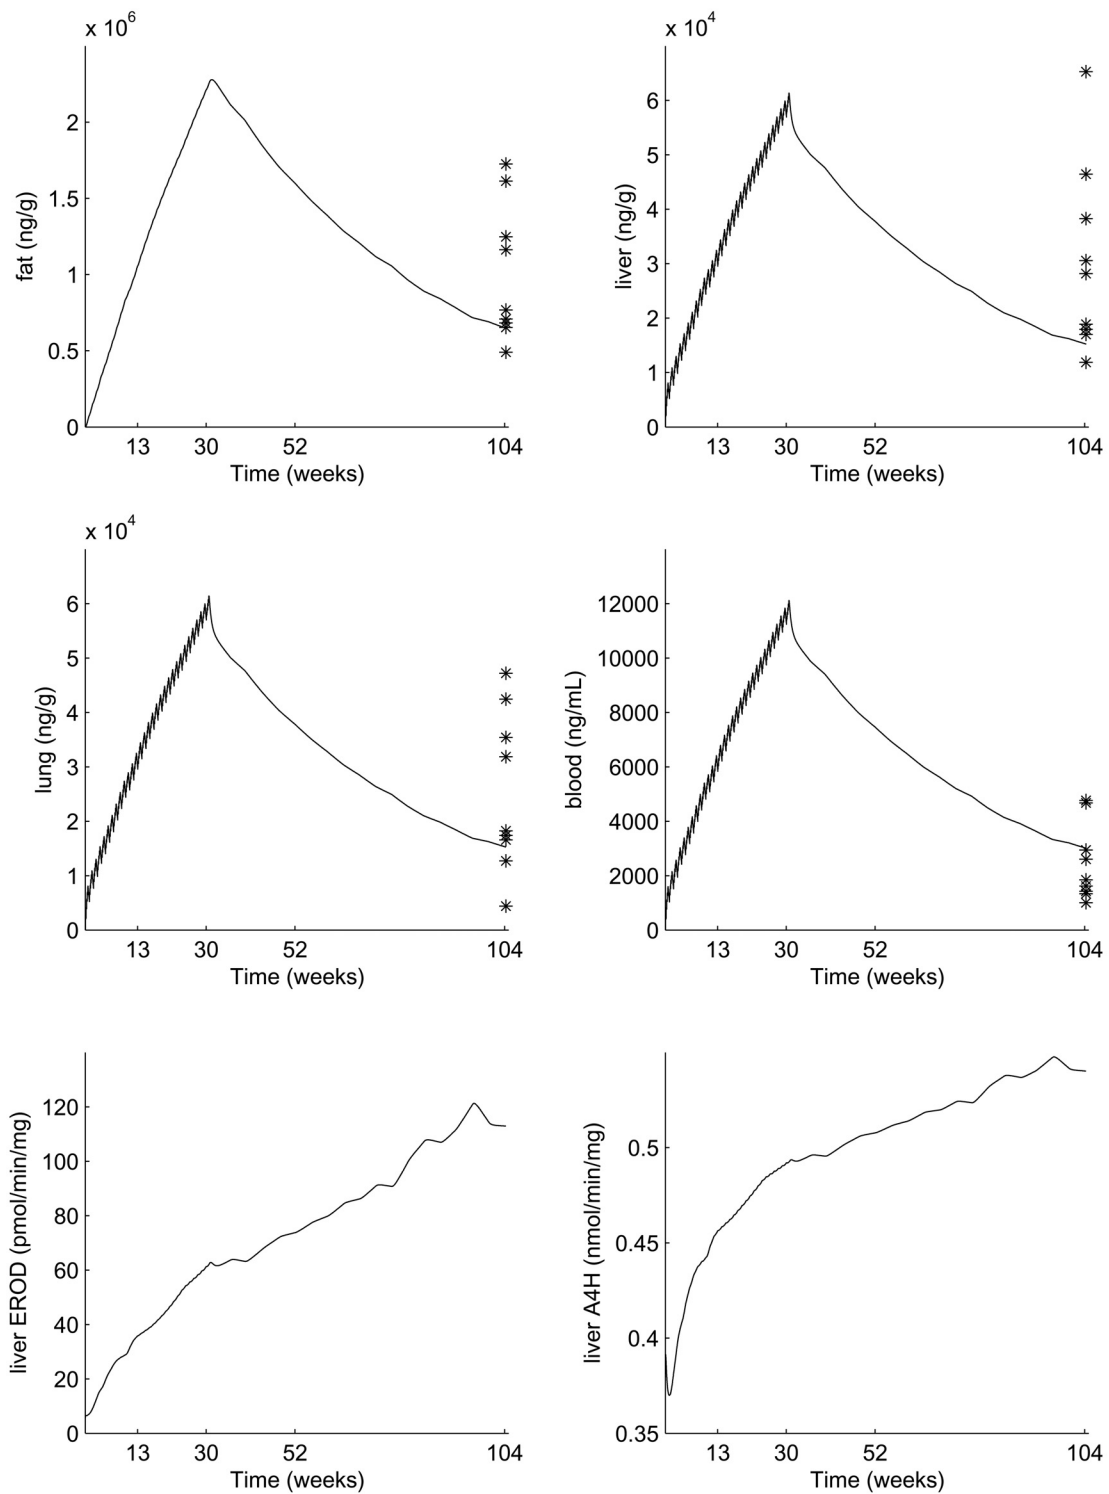 x 10^6
fat (ng/g)
2
1.5
1
0.5
0
13 30 52 104
Time (weeks)
x 10^4
liver (ng/g)
6
5
4
3
2
1
0
13 30 52 104
Time (weeks)
x 10^4
lung (ng/g)
6
5
4
3
2
1
0
13 30 52 104
Time (weeks)
blood (ng/mL)
12000
10000
8000
6000
4000
2000
0
13 30 52 104
Time (weeks)
liver EROD (pmol/min/mg)
120
100
80
60
40
20
0
13 30 52 104
Time (weeks)
liver A4H (nmol/min/mg)
0.5
0.45
0.4
0.35
13 30 52 104
Time (weeks)